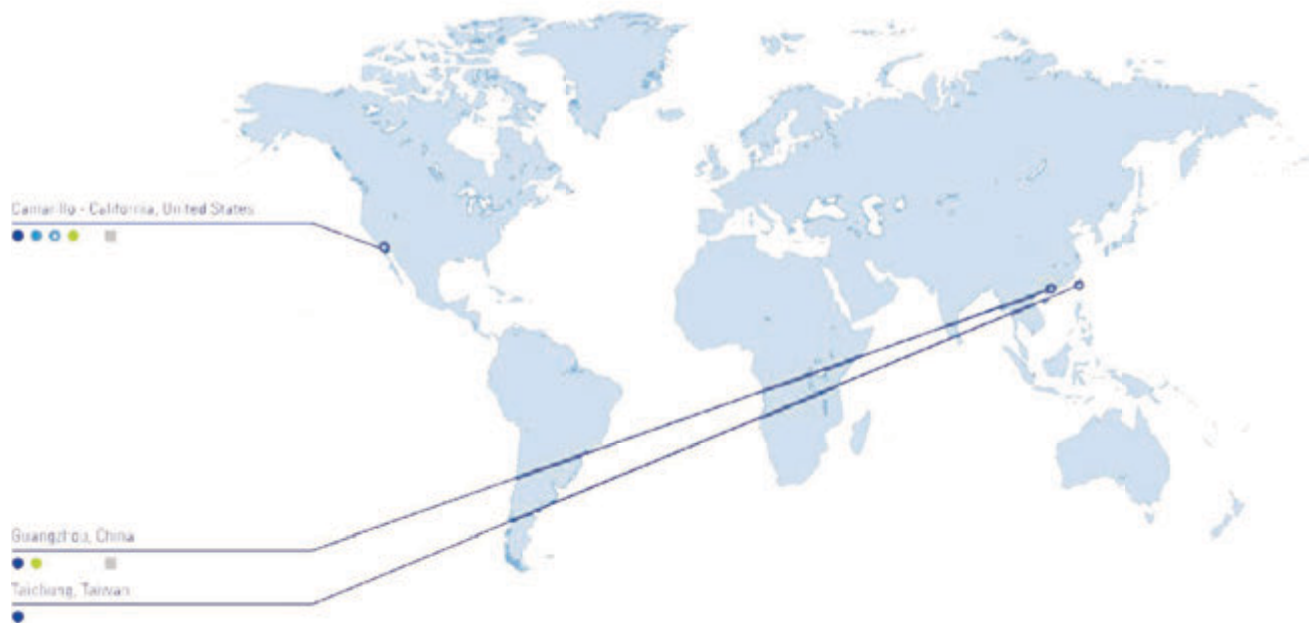 Camarillo - California, United States
Guangzhou, China
Taichung, Taiwan